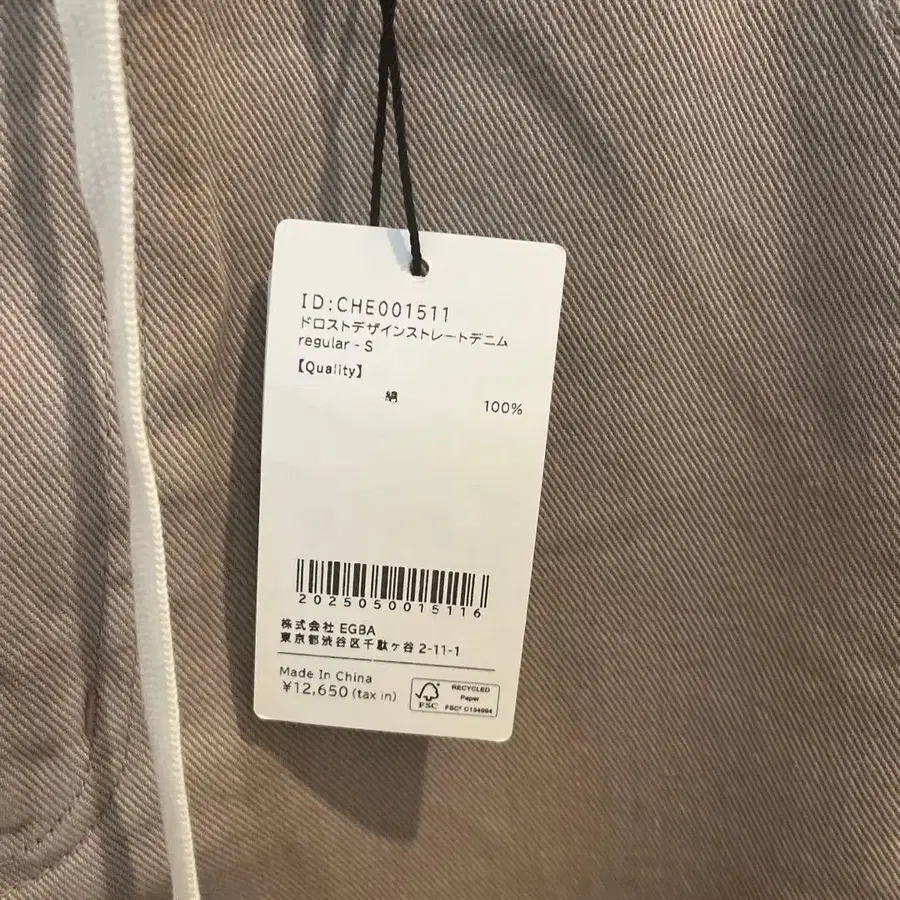 ID:CHE001511
ドロストデザインストレートデニム
regular - S
【Quality】
綿 100%
2025050015116
株式会社 EGBA
東京都渋谷区千駄ヶ谷 2-11-1
Made In China
¥12,650 (tax in)
FSC
RECYCLED
Paper
FSC® C134994